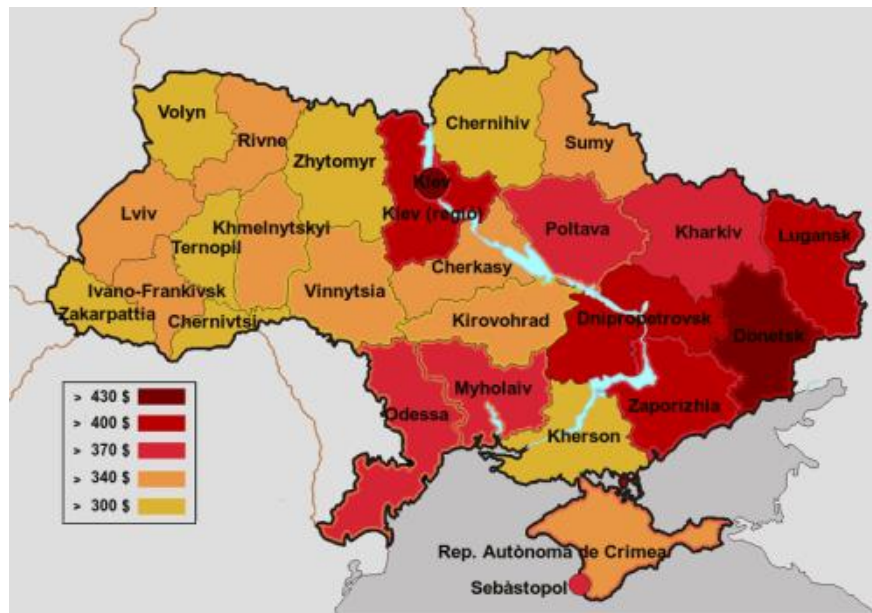 Volyn
Rivne
Zhytomyr
Chernihiv
Sumy
Kiev
Kiev (regió)
Lviv
Ternopil
Khmelnytskyi
Poltava
Kharkiv
Lugansk
Cherkasy
Ivano-Frankivsk
Vinnytsia
Zakarpattia
Chernivtsi
Kirovohrad
Dnipropetrovsk
Donetsk
Odessa
Myholaiv
Zaporizhia
Kherson
> 430 $
> 400 $
> 370 $
> 340 $
> 300 $
Rep. Autònoma de Crimea
Sebàstopol